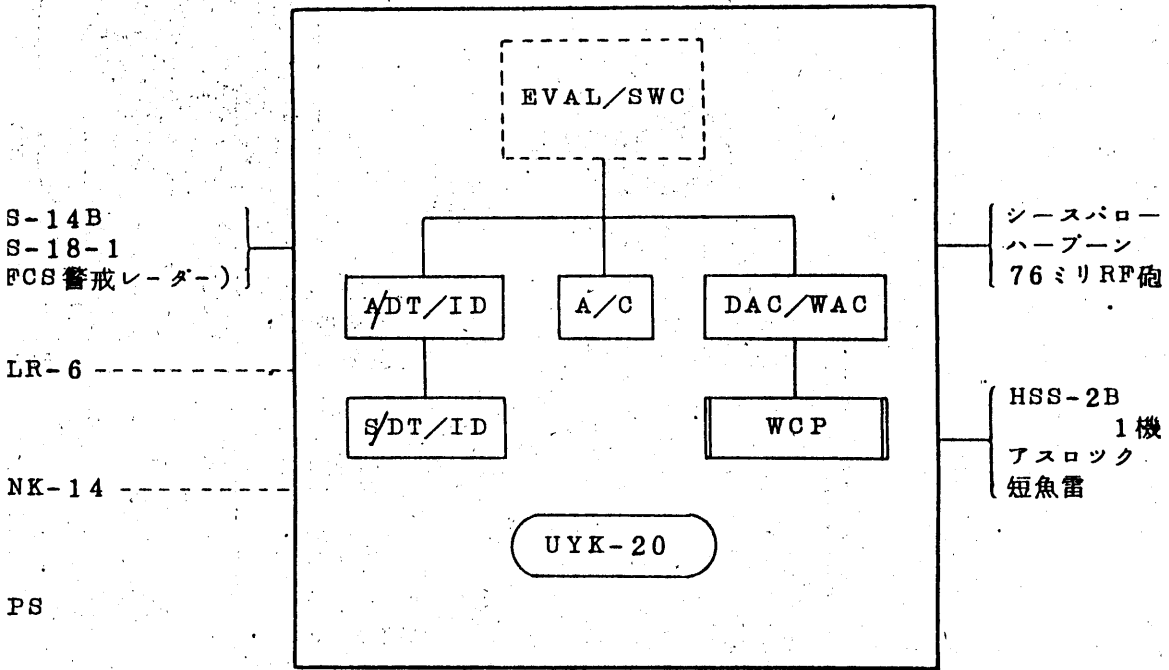 EVAL/SWC
S-14B
S-18-1
FCS警戒レーダー)
シースパロー
ハープーン
76ミリRF砲
A/DT/ID
A/C
DAC/WAC
LR-6
S/DT/ID
WCP
HSS-2B
1機
アスロック
短魚雷
NK-14
UYK-20
PS